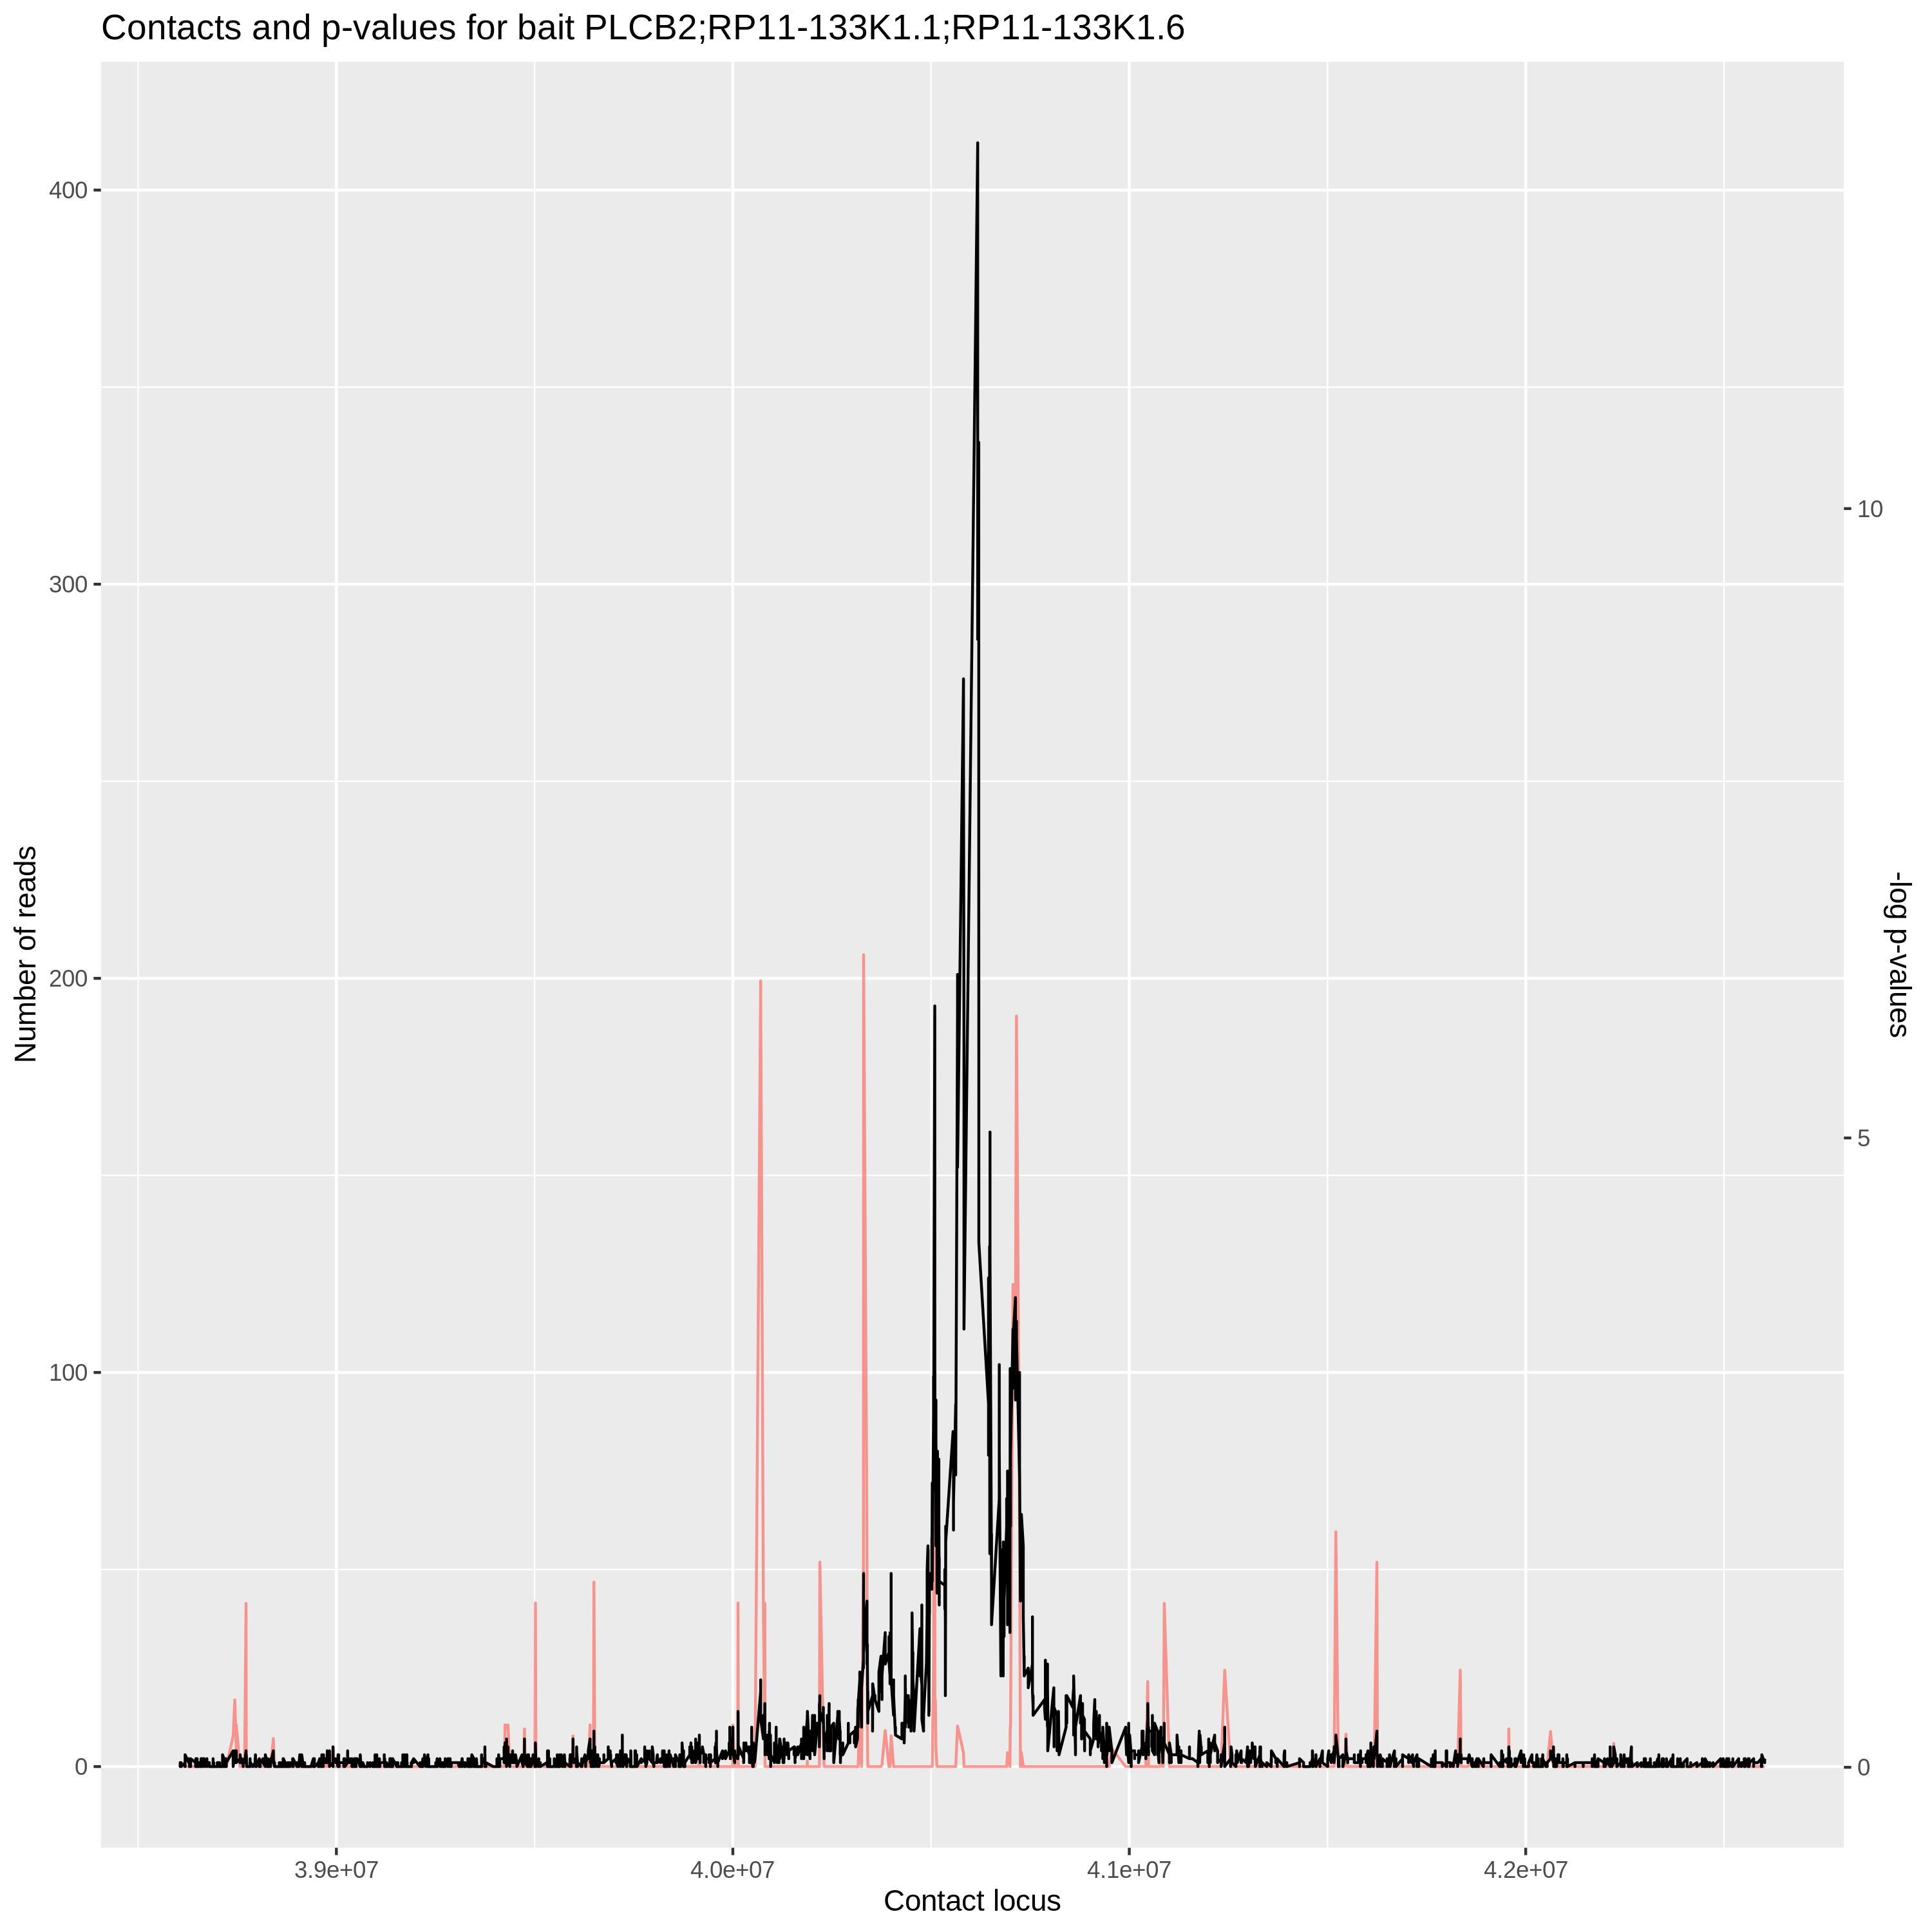 Contacts and p-values for bait PLCB2;RP11-133K1.1;RP11-133K1.6
400
300
200
100
0
Number of reads
10
5
0
-log p-values
3.9e+07
4.0e+07
4.1e+07
4.2e+07
Contact locus